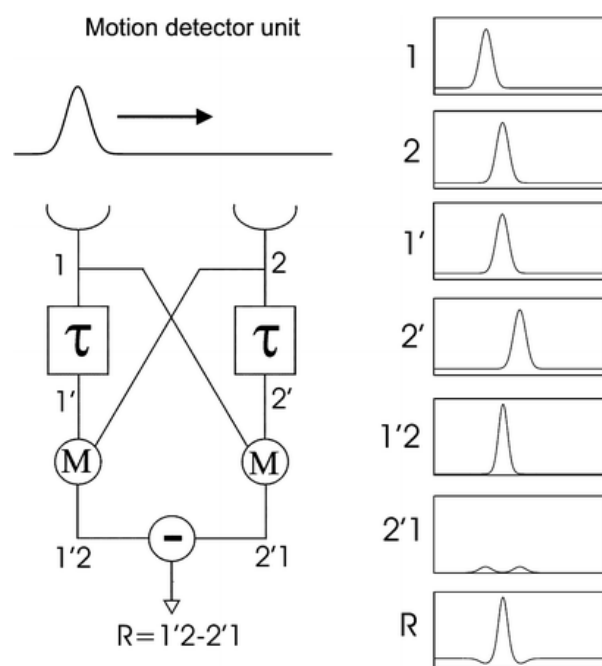 Motion detector unit
1
2
τ
τ
1'
2'
M
M
-
1'2
2'1
R=1'2-2'1
1
2
1'
2'
1'2
2'1
R